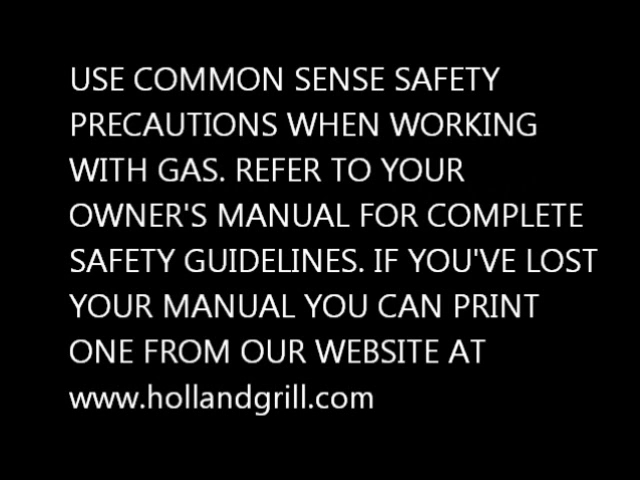 USE COMMON SENSE SAFETY
PRECAUTIONS WHEN WORKING
WITH GAS. REFER TO YOUR
OWNER'S MANUAL FOR COMPLETE
SAFETY GUIDELINES. IF YOU'VE LOST
YOUR MANUAL YOU CAN PRINT
ONE FROM OUR WEBSITE AT
www.hollandgrill.com